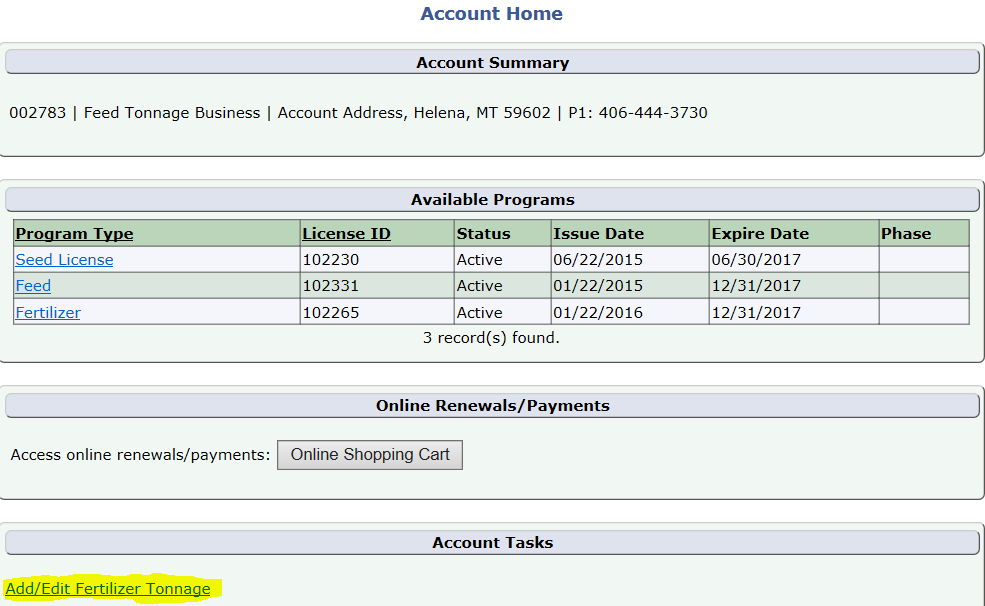 Account Home
Account Summary
002783 | Feed Tonnage Business | Account Address, Helena, MT 59602 | P1: 406-444-3730
Available Programs
Program Type License ID Status Issue Date Expire Date Phase
Seed License 102230 Active 06/22/2015 06/30/2017
Feed 102331 Active 01/22/2015 12/31/2017
Fertilizer 102265 Active 01/22/2016 12/31/2017
3 record(s) found.
Online Renewals/Payments
Access online renewals/payments: Online Shopping Cart
Account Tasks
Add/Edit Fertilizer Tonnage